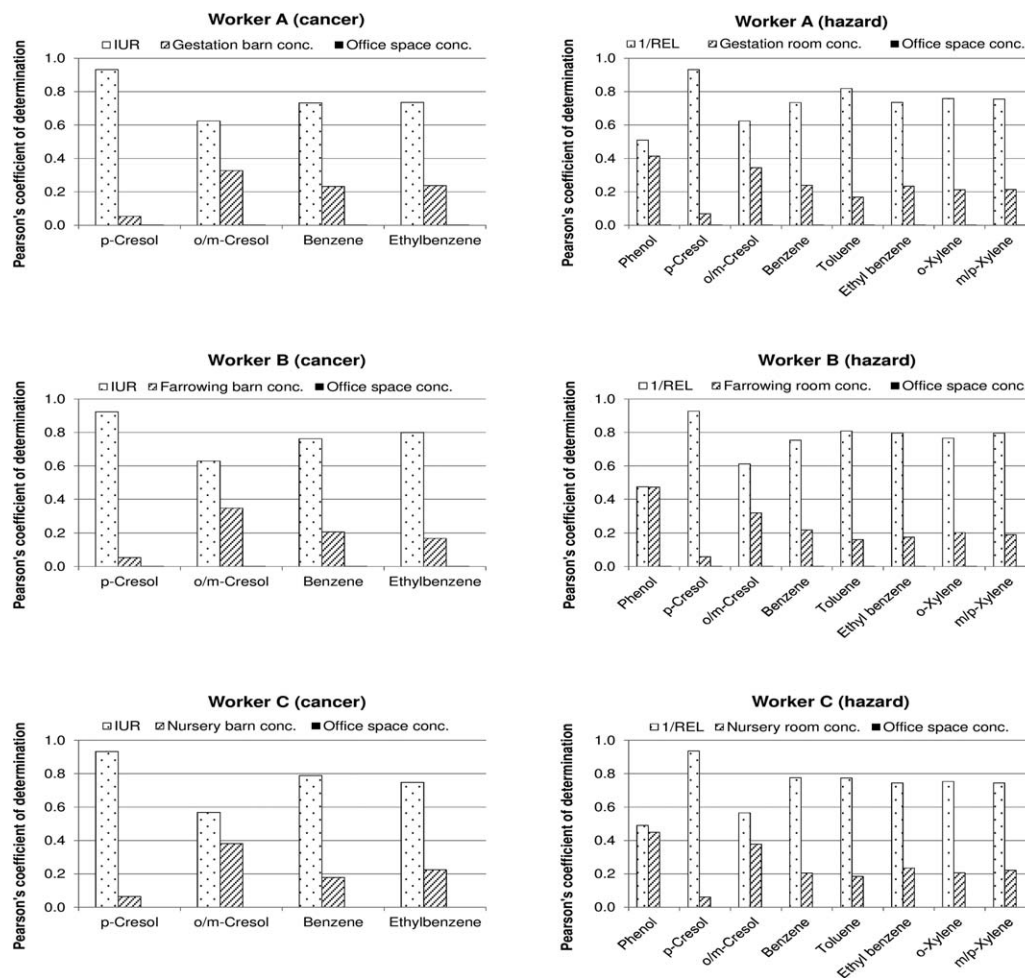 Worker A (cancer)
IUR Gestation barn conc. Office space conc.
Pearson's coefficient of determination
1.0
0.8
0.6
0.4
0.2
0.0
p-Cresol o/m-Cresol Benzene Ethylbenzene
Worker A (hazard)
1/REL Gestation room conc. Office space conc.
Pearson's coefficient of determination
1.0
0.8
0.6
0.4
0.2
0.0
Phenol p-Cresol o/m-Cresol Benzene Toluene Ethyl benzene o-Xylene m/p-Xylene
Worker B (cancer)
IUR Farrowing barn conc. Office space conc.
Pearson's coefficient of determination
1.0
0.8
0.6
0.4
0.2
0.0
p-Cresol o/m-Cresol Benzene Ethylbenzene
Worker B (hazard)
1/REL Farrowing room conc. Office space conc.
Pearson's coefficient of determination
1.0
0.8
0.6
0.4
0.2
0.0
Phenol p-Cresol o/m-Cresol Benzene Toluene Ethyl benzene o-Xylene m/p-Xylene
Worker C (cancer)
IUR Nursery barn conc. Office space conc.
Pearson's coefficient of determination
1.0
0.8
0.6
0.4
0.2
0.0
p-Cresol o/m-Cresol Benzene Ethylbenzene
Worker C (hazard)
1/REL Nursery room conc. Office space conc.
Pearson's coefficient of determination
1.0
0.8
0.6
0.4
0.2
0.0
Phenol p-Cresol o/m-Cresol Benzene Toluene Ethyl benzene o-Xylene m/p-Xylene